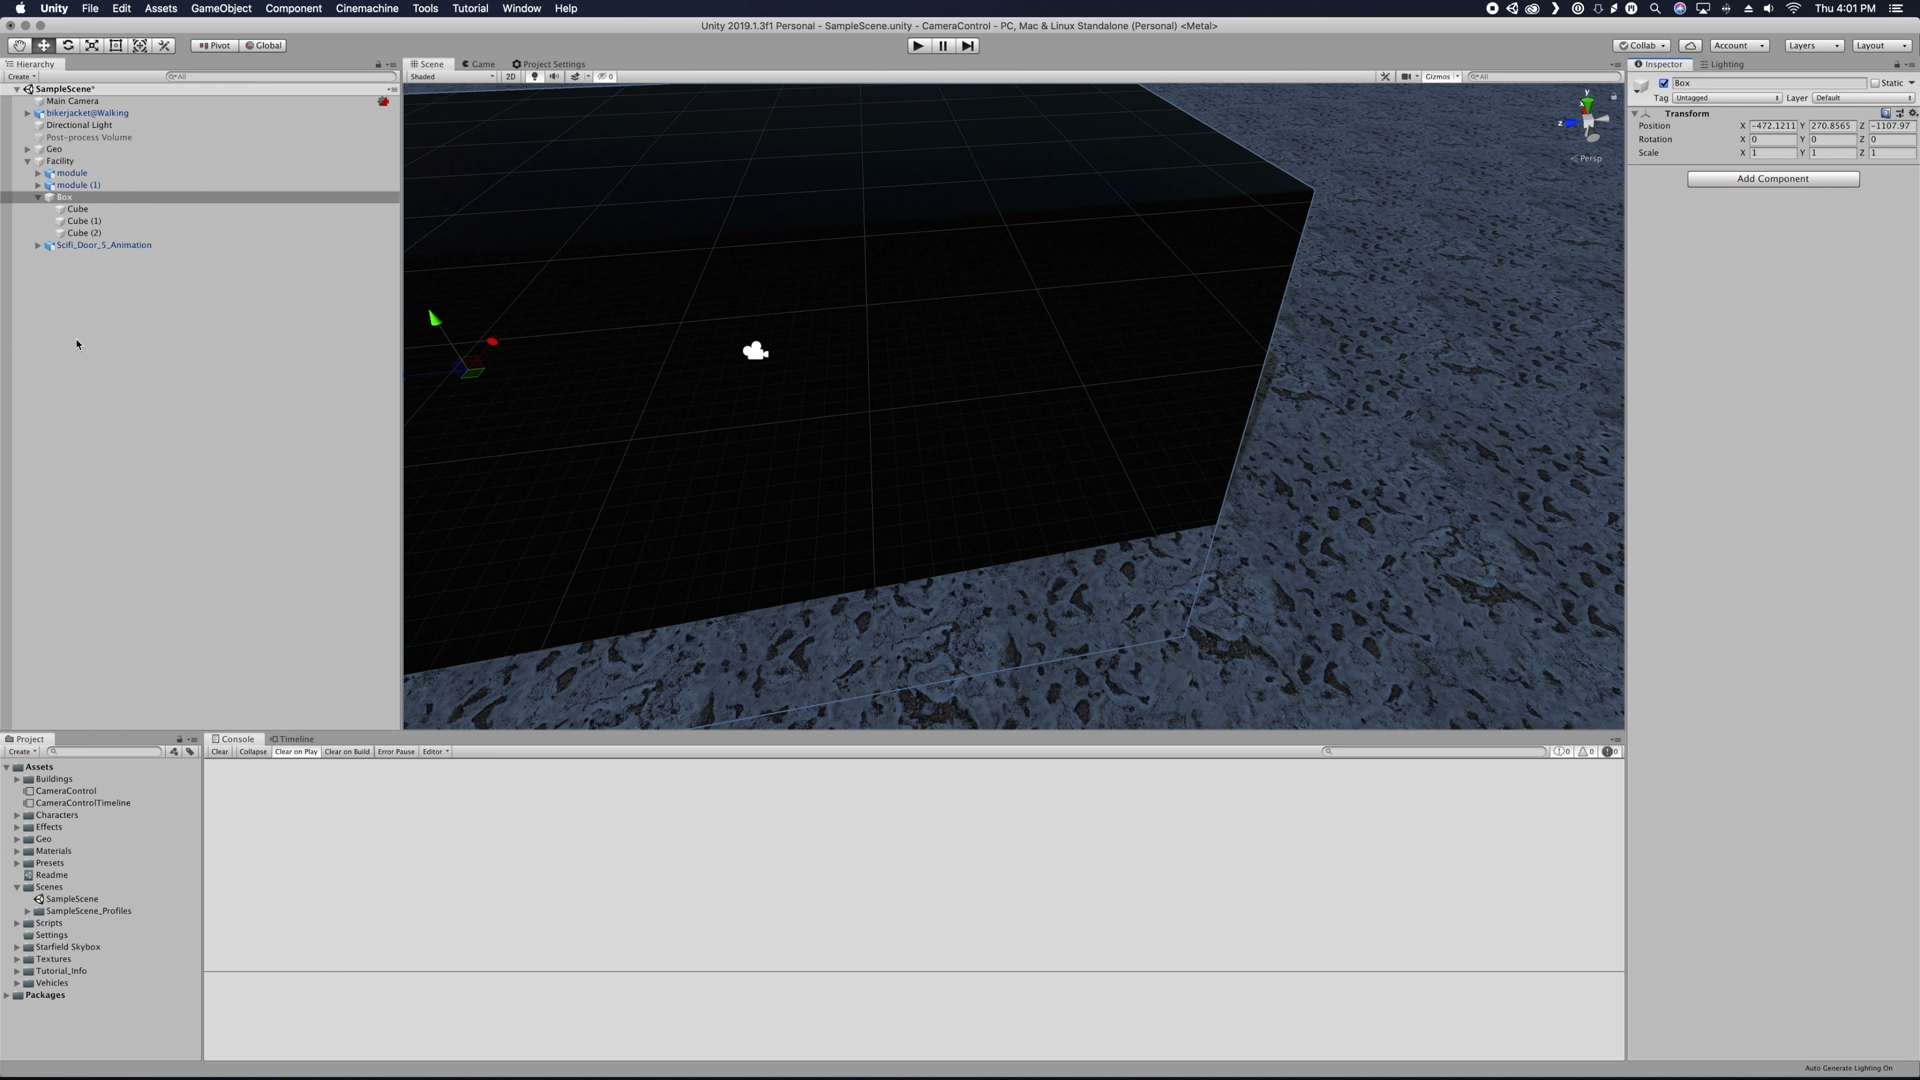 Unity File Edit Assets GameObject Component Cinemachine Tools Tutorial Window Help Thu 4:01 PM
Unity 2019.1.3f1 Personal - SampleScene.unity - CameraControl - PC, Mac & Linux Standalone (Personal) <Metal>
Pivot Global Collab Account Layers Layout
Hierarchy Scene Game Project Settings Inspector Lighting
Create All Shaded 2D 0 Gizmos All
SampleScene*
Main Camera
bikerjacket@Walking
Directional Light
Post-process Volume
Geo
Facility
module
module (1)
Box
Cube
Cube (1)
Cube (2)
Scifi_Door_5_Animation
y
x
z
Persp
Box Static
Tag Untagged Layer Default
Transform
Position X -472.1211 Y 270.8565 Z -1107.97
Rotation X 0 Y 0 Z 0
Scale X 1 Y 1 Z 1
Add Component
Project Console Timeline
Create Clear Collapse Clear on Play Clear on Build Error Pause Editor 0 0 0
Assets
Buildings
CameraControl
CameraControlTimeline
Characters
Effects
Geo
Materials
Presets
Readme
Scenes
SampleScene
SampleScene_Profiles
Scripts
Settings
Starfield Skybox
Textures
Tutorial_Info
Vehicles
Packages
Auto Generate Lighting On